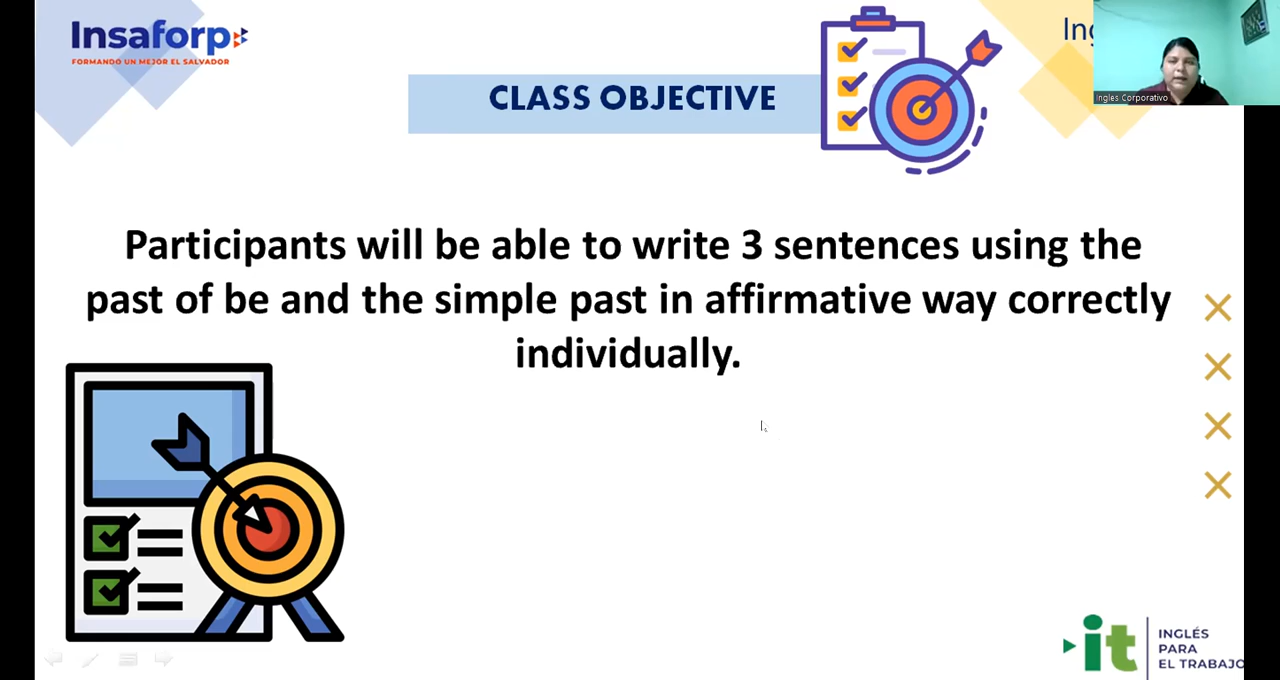 Insaforp
FORMANDO UN MEJOR EL SALVADOR
CLASS OBJECTIVE
Ingles Corporativo
Participants will be able to write 3 sentences using the
past of be and the simple past in affirmative way correctly
individually.
it
INGLÉS
PARA
EL TRABAJO